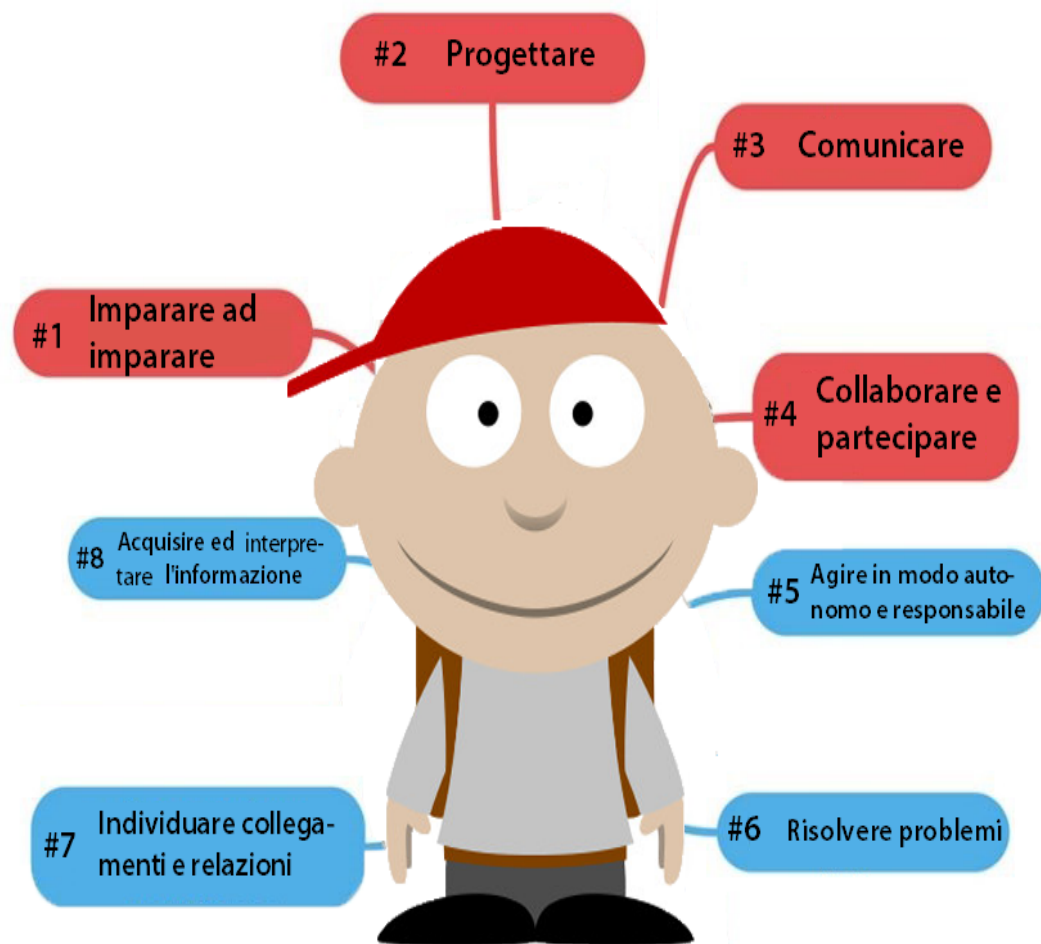 #1 Imparare ad
imparare
#2 Progettare
#3 Comunicare
#4 Collaborare e
partecipare
#5 Agire in modo auto-
nomo e responsabile
#6 Risolvere problemi
#7 Individuare collega-
menti e relazioni
#8 Acquisire ed interpre-
tare l'informazione